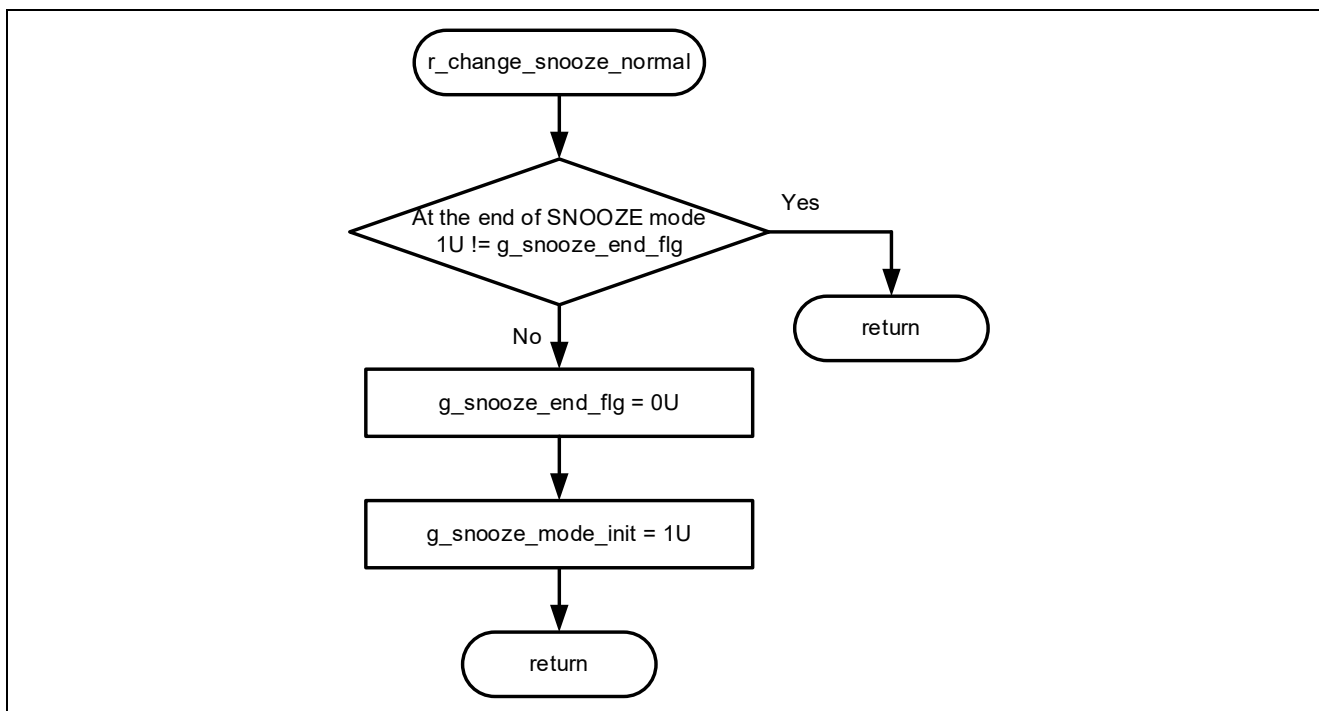 r_change_snooze_normal
At the end of SNOOZE mode
1U != g_snooze_end_flg
Yes
return
No
g_snooze_end_flg = 0U
g_snooze_mode_init = 1U
return